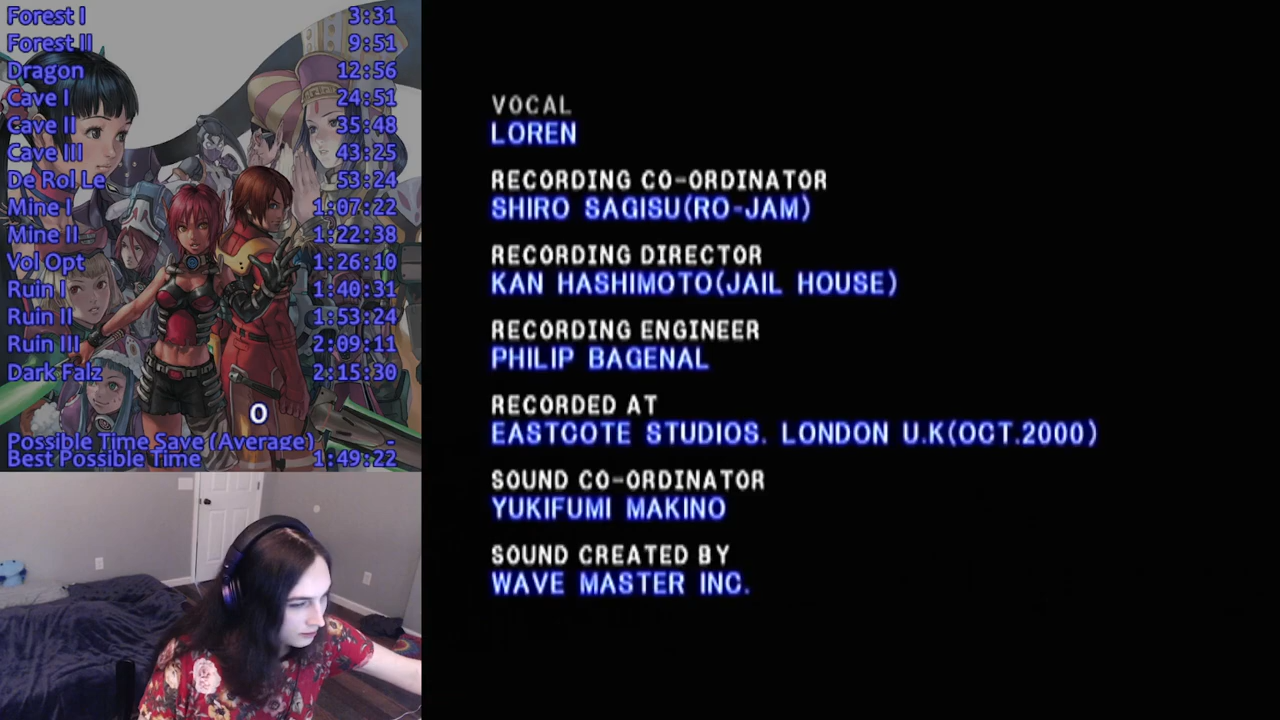 Forest I 3:31
Forest II 9:51
Dragon 12:56
Cave I 24:51
Cave II 35:48
Cave III 43:25
De Rol Le 53:24
Mine I 1:07:22
Mine II 1:22:38
Vol Opt 1:26:10
Ruin I 1:40:31
Ruin II 1:53:24
Ruin III 2:09:11
Dark Falz 2:15:30
0
Possible Time Save (Average) -
Best Possible Time 1:49:22
VOCAL
LOREN
RECORDING CO-ORDINATOR
SHIRO SAGISU(RO-JAM)
RECORDING DIRECTOR
KAN HASHIMOTO(JAIL HOUSE)
RECORDING ENGINEER
PHILIP BAGENAL
RECORDED AT
EASTCOTE STUDIOS. LONDON U.K(OCT.2000)
SOUND CO-ORDINATOR
YUKIFUMI MAKINO
SOUND CREATED BY
WAVE MASTER INC.